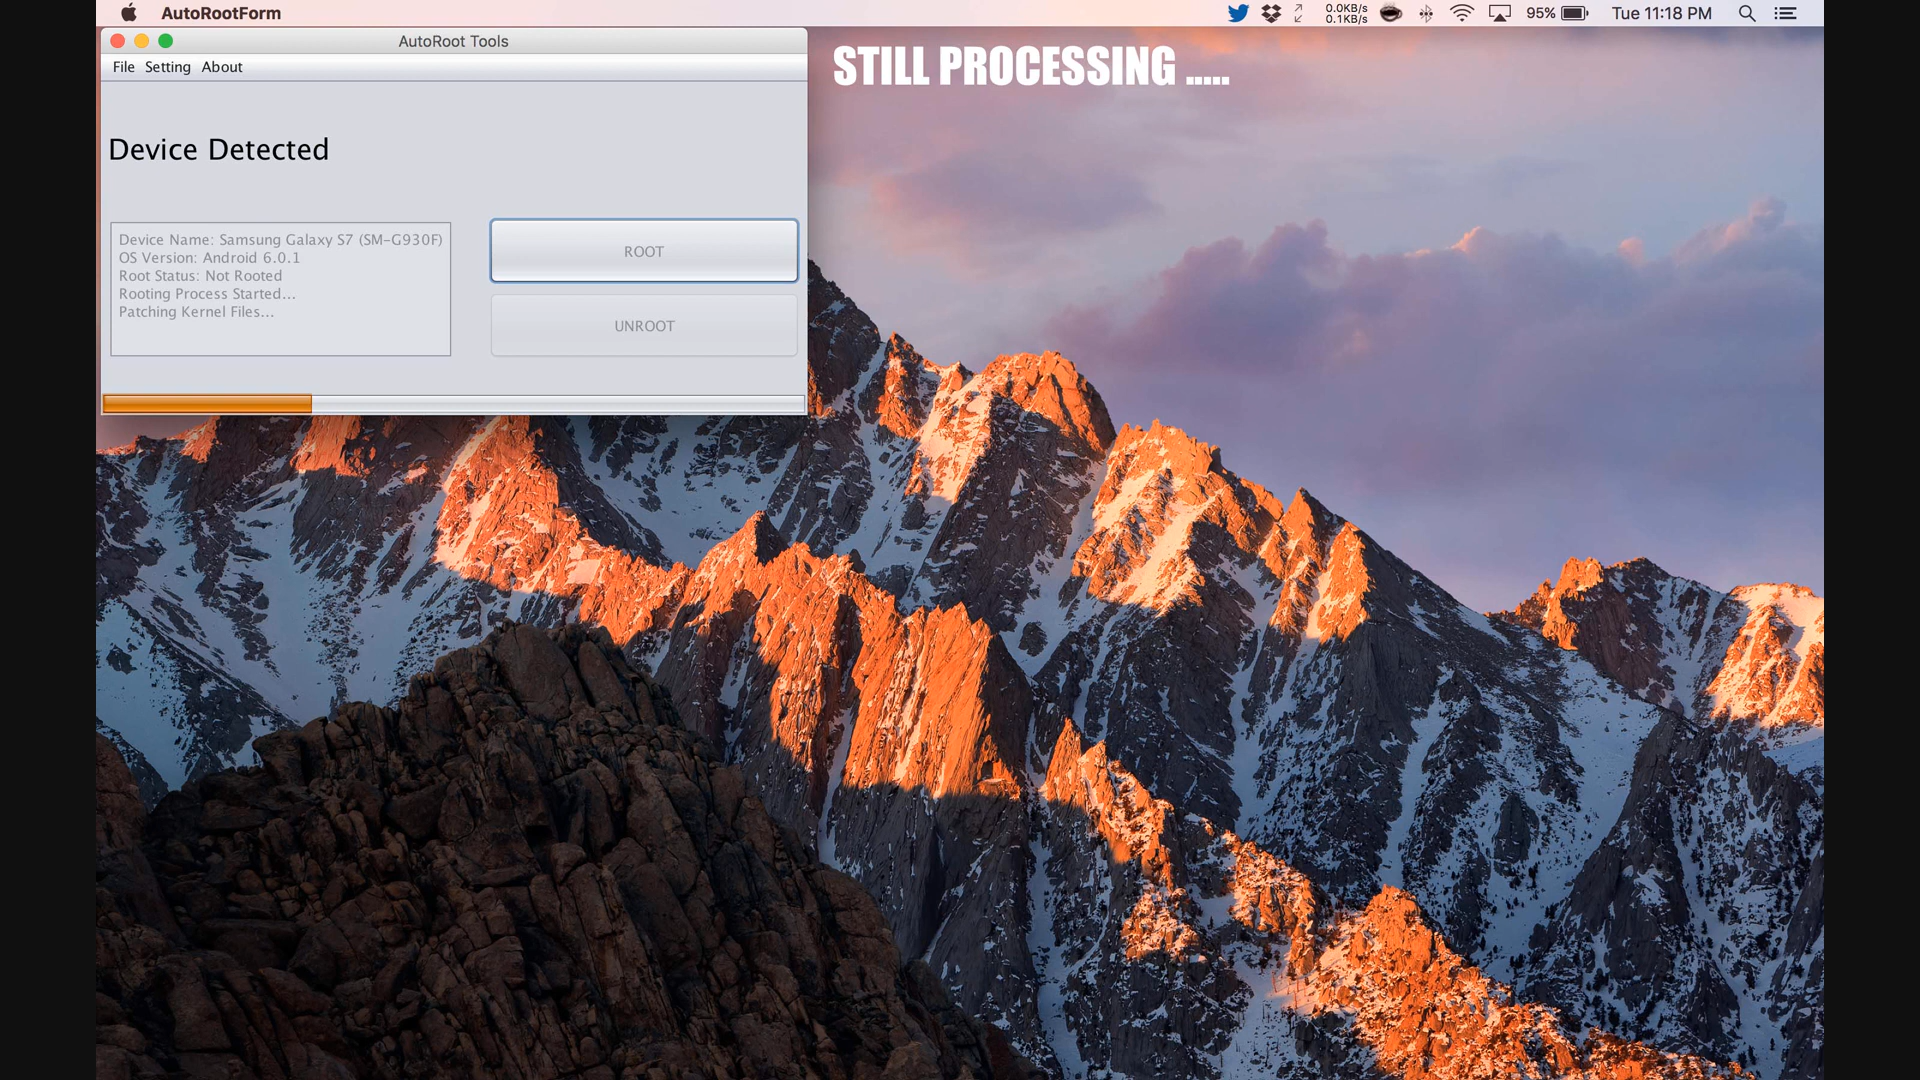 AutoRootForm
0.0KB/s
0.1KB/s
95%
Tue 11:18 PM
AutoRoot Tools
File Setting About
STILL PROCESSING .....
Device Detected
Device Name: Samsung Galaxy S7 (SM-G930F)
OS Version: Android 6.0.1
Root Status: Not Rooted
Rooting Process Started...
Patching Kernel Files...
ROOT
UNROOT